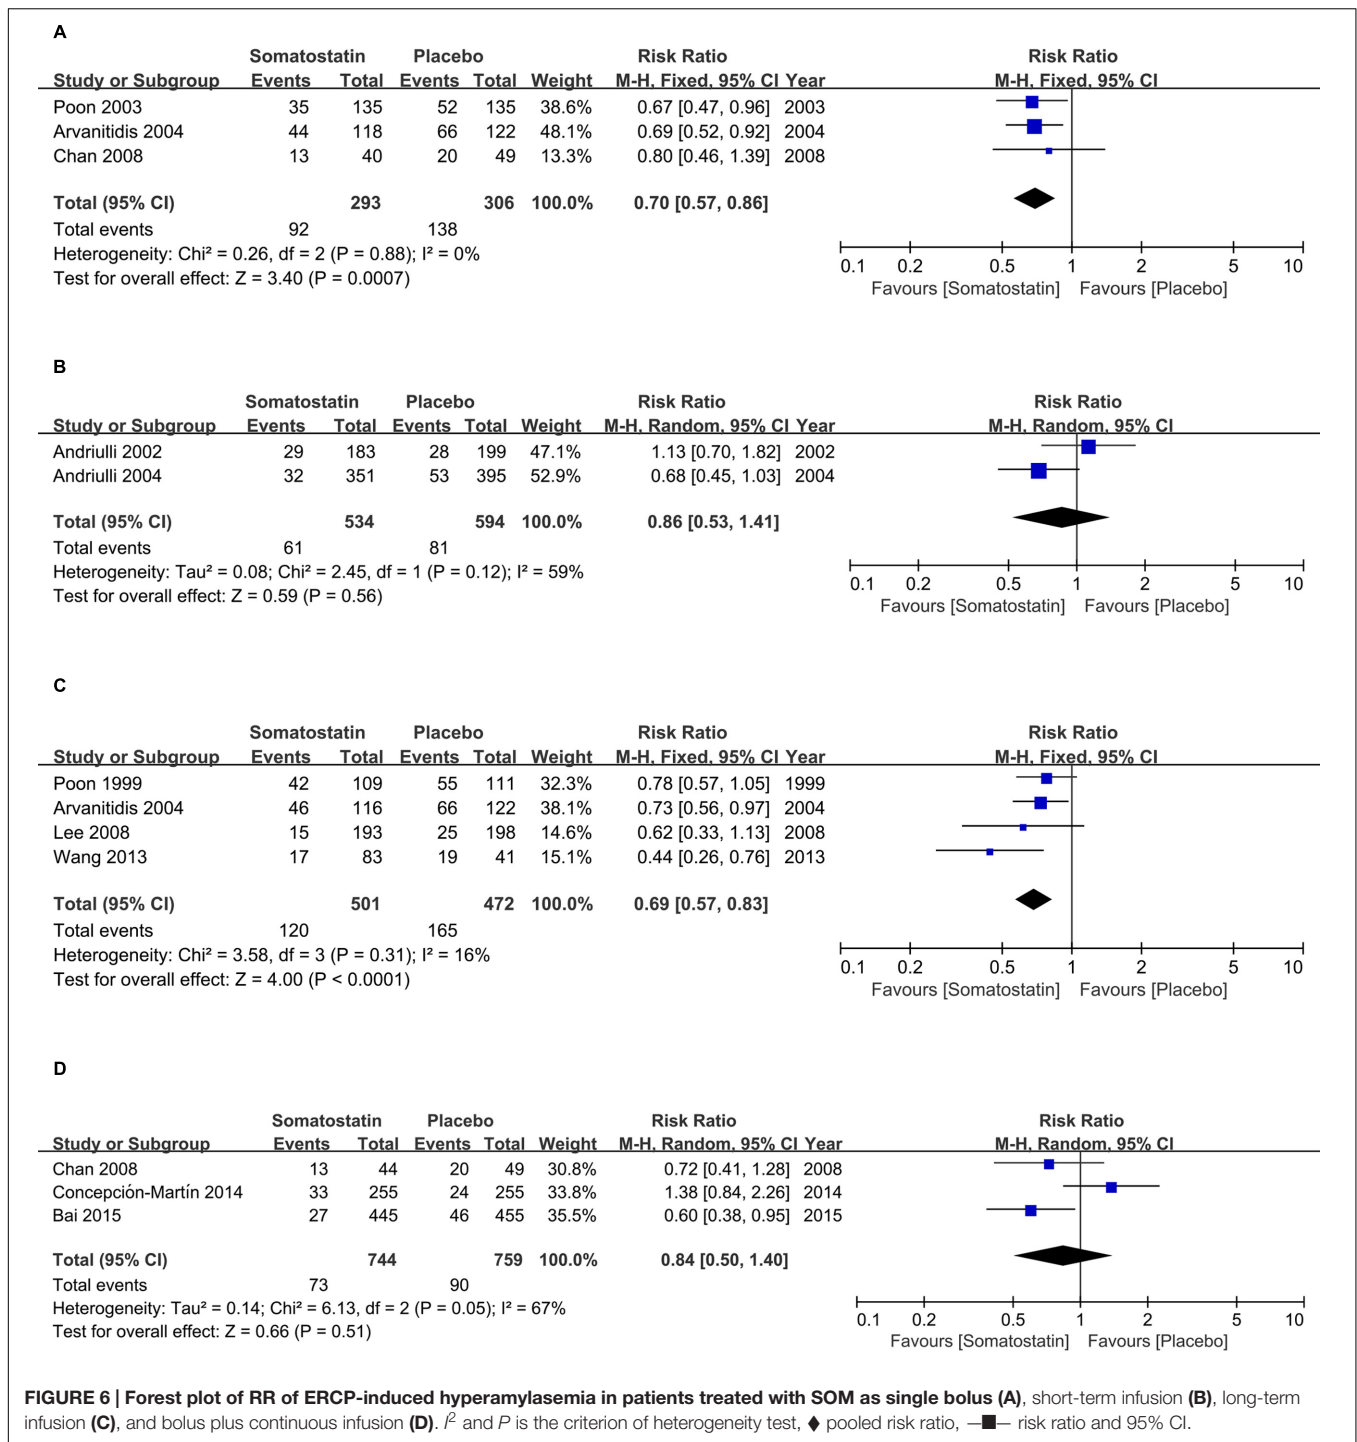 A
Somatostatin Placebo Risk Ratio Risk Ratio
Study or Subgroup Events Total Events Total Weight M-H, Fixed, 95% CI Year M-H, Fixed, 95% CI
Poon 2003 35 135 52 135 38.6% 0.67 [0.47, 0.96] 2003
Arvanitidis 2004 44 118 66 122 48.1% 0.69 [0.52, 0.92] 2004
Chan 2008 13 40 20 49 13.3% 0.80 [0.46, 1.39] 2008
Total (95% CI) 293 306 100.0% 0.70 [0.57, 0.86]
Total events 92 138
Heterogeneity: Chi² = 0.26, df = 2 (P = 0.88); I² = 0%
Test for overall effect: Z = 3.40 (P = 0.0007)
0.1 0.2 0.5 1 2 5 10
Favours [Somatostatin] Favours [Placebo]
B
Somatostatin Placebo Risk Ratio Risk Ratio
Study or Subgroup Events Total Events Total Weight M-H, Random, 95% CI Year M-H, Random, 95% CI
Andriulli 2002 29 183 28 199 47.1% 1.13 [0.70, 1.82] 2002
Andriulli 2004 32 351 53 395 52.9% 0.68 [0.45, 1.03] 2004
Total (95% CI) 534 594 100.0% 0.86 [0.53, 1.41]
Total events 61 81
Heterogeneity: Tau² = 0.08; Chi² = 2.45, df = 1 (P = 0.12); I² = 59%
Test for overall effect: Z = 0.59 (P = 0.56)
0.1 0.2 0.5 1 2 5 10
Favours [Somatostatin] Favours [Placebo]
C
Somatostatin Placebo Risk Ratio Risk Ratio
Study or Subgroup Events Total Events Total Weight M-H, Fixed, 95% CI Year M-H, Fixed, 95% CI
Poon 1999 42 109 55 111 32.3% 0.78 [0.57, 1.05] 1999
Arvanitidis 2004 46 116 66 122 38.1% 0.73 [0.56, 0.97] 2004
Lee 2008 15 193 25 198 14.6% 0.62 [0.33, 1.13] 2008
Wang 2013 17 83 19 41 15.1% 0.44 [0.26, 0.76] 2013
Total (95% CI) 501 472 100.0% 0.69 [0.57, 0.83]
Total events 120 165
Heterogeneity: Chi² = 3.58, df = 3 (P = 0.31); I² = 16%
Test for overall effect: Z = 4.00 (P < 0.0001)
0.1 0.2 0.5 1 2 5 10
Favours [Somatostatin] Favours [Placebo]
D
Somatostatin Placebo Risk Ratio Risk Ratio
Study or Subgroup Events Total Events Total Weight M-H, Random, 95% CI Year M-H, Random, 95% CI
Chan 2008 13 44 20 49 30.8% 0.72 [0.41, 1.28] 2008
Concepción-Martín 2014 33 255 24 255 33.8% 1.38 [0.84, 2.26] 2014
Bai 2015 27 445 46 455 35.5% 0.60 [0.38, 0.95] 2015
Total (95% CI) 744 759 100.0% 0.84 [0.50, 1.40]
Total events 73 90
Heterogeneity: Tau² = 0.14; Chi² = 6.13, df = 2 (P = 0.05); I² = 67%
Test for overall effect: Z = 0.66 (P = 0.51)
0.1 0.2 0.5 1 2 5 10
Favours [Somatostatin] Favours [Placebo]
FIGURE 6 | Forest plot of RR of ERCP-induced hyperamylasemia in patients treated with SOM as single bolus (A), short-term infusion (B), long-term
infusion (C), and bolus plus continuous infusion (D). I² and P is the criterion of heterogeneity test, ♦ pooled risk ratio, —■— risk ratio and 95% CI.